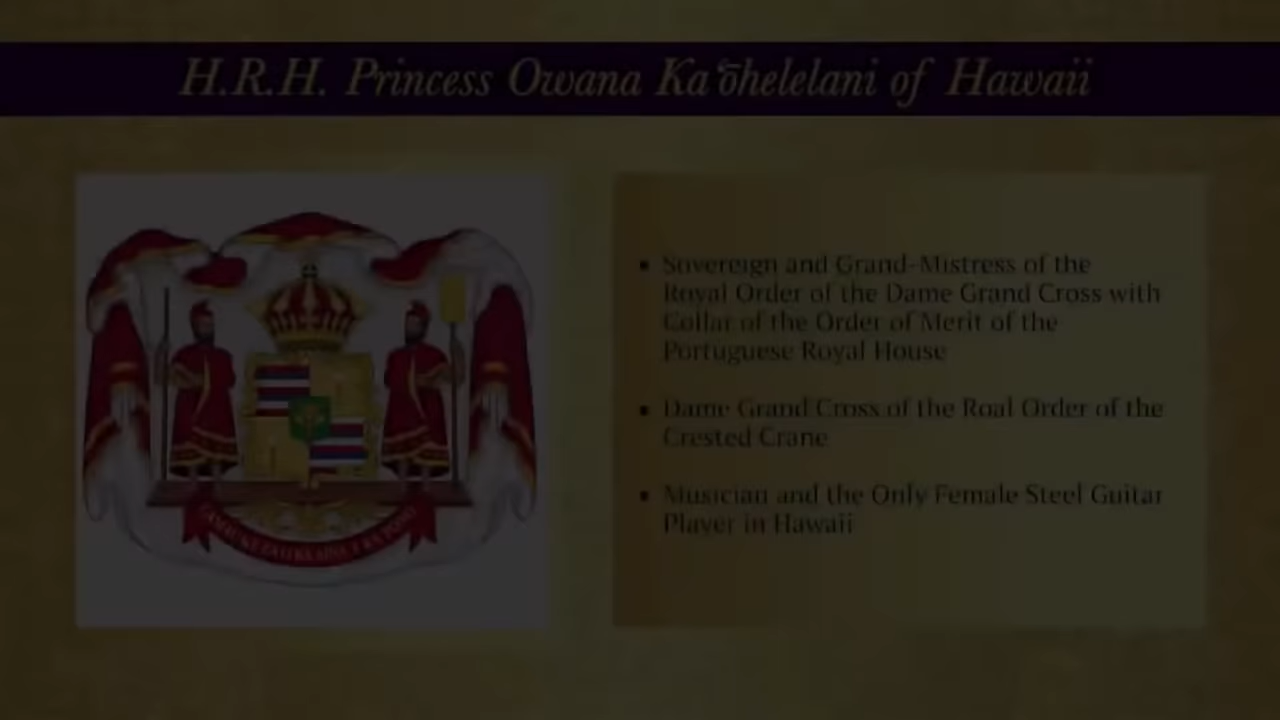 H.R.H. Princess Owana Ka'ōhelelani of Hawaii
• Sovereign and Grand-Mistress of the
Royal Order of the Dame Grand Cross with
Collar of the Order of Merit of the
Portuguese Royal House
• Dame Grand Cross of the Roal Order of the
Crested Crane
• Musician and the Only Female Steel Guitar
Player in Hawaii